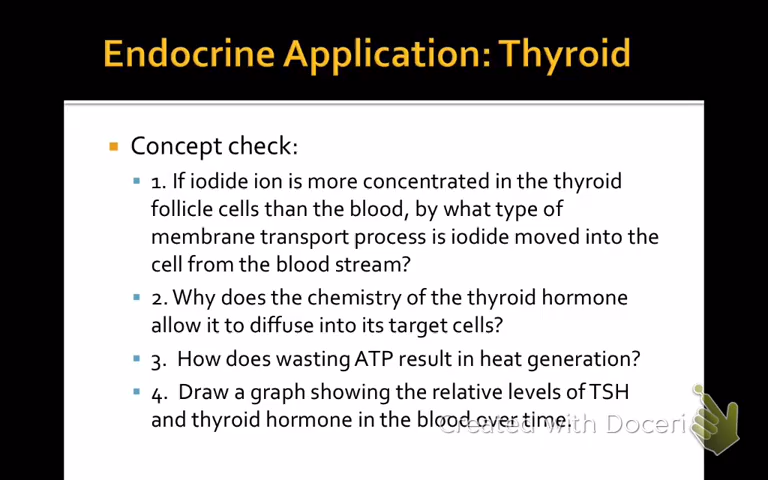 Endocrine Application: Thyroid
Concept check:
1. If iodide ion is more concentrated in the thyroid
follicle cells than the blood, by what type of
membrane transport process is iodide moved into the
cell from the blood stream?
2. Why does the chemistry of the thyroid hormone
allow it to diffuse into its target cells?
3. How does wasting ATP result in heat generation?
4. Draw a graph showing the relative levels of TSH
and thyroid hormone in the blood over time.
Created with Doceri